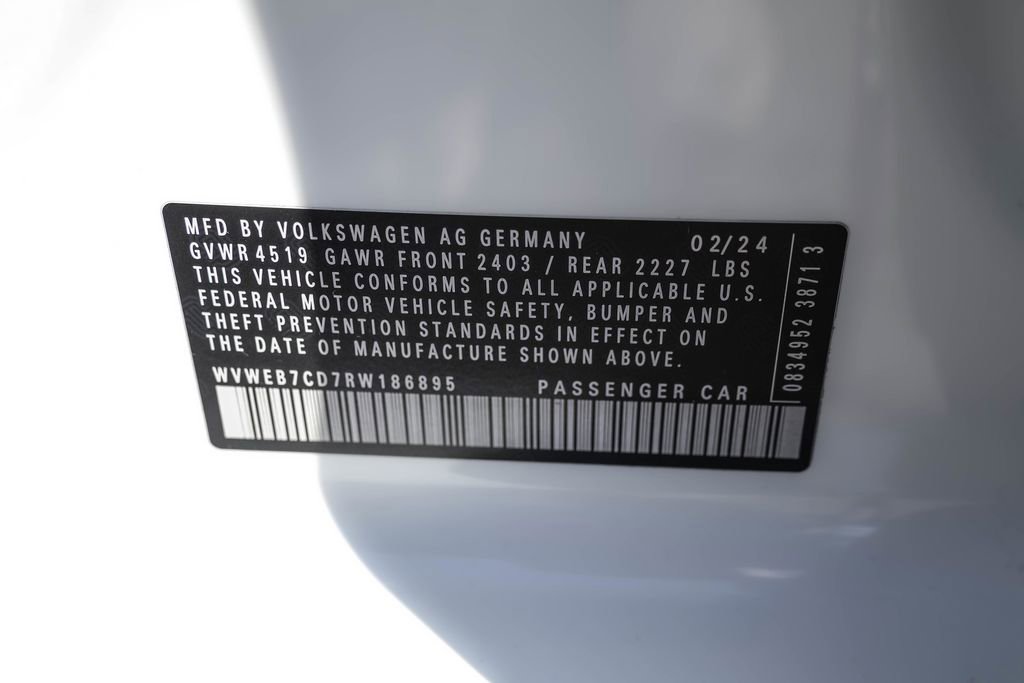 MFD BY VOLKSWAGEN AG GERMANY 02/24
GVWR 4519 GAWR FRONT 2403 / REAR 2227 LBS
THIS VEHICLE CONFORMS TO ALL APPLICABLE U.S.
FEDERAL MOTOR VEHICLE SAFETY, BUMPER AND
THEFT PREVENTION STANDARDS IN EFFECT ON
THE DATE OF MANUFACTURE SHOWN ABOVE.
WVWEB7CD7RW186895 PASSENGER CAR
0834952 3871 3